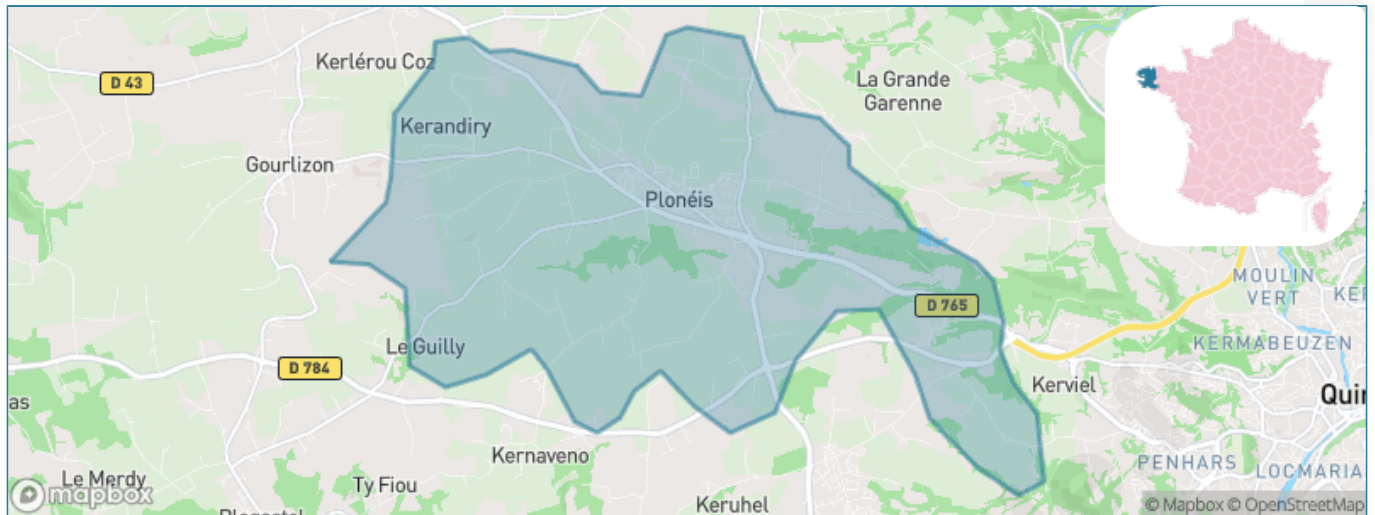 Kerlérou Coz
D 43
La Grande
Garenne
Kerandiry
Gourlizon
Plonéis
MOULIN
VERT
D 765
KERMABEUZEN
Le Guilly
D 784
Kerviel
as
Kernaveno
PENHARS
LOCMARIA
Le Merdy
Ty Fiou
Keruhel
mapbox
© Mapbox © OpenStreetMap